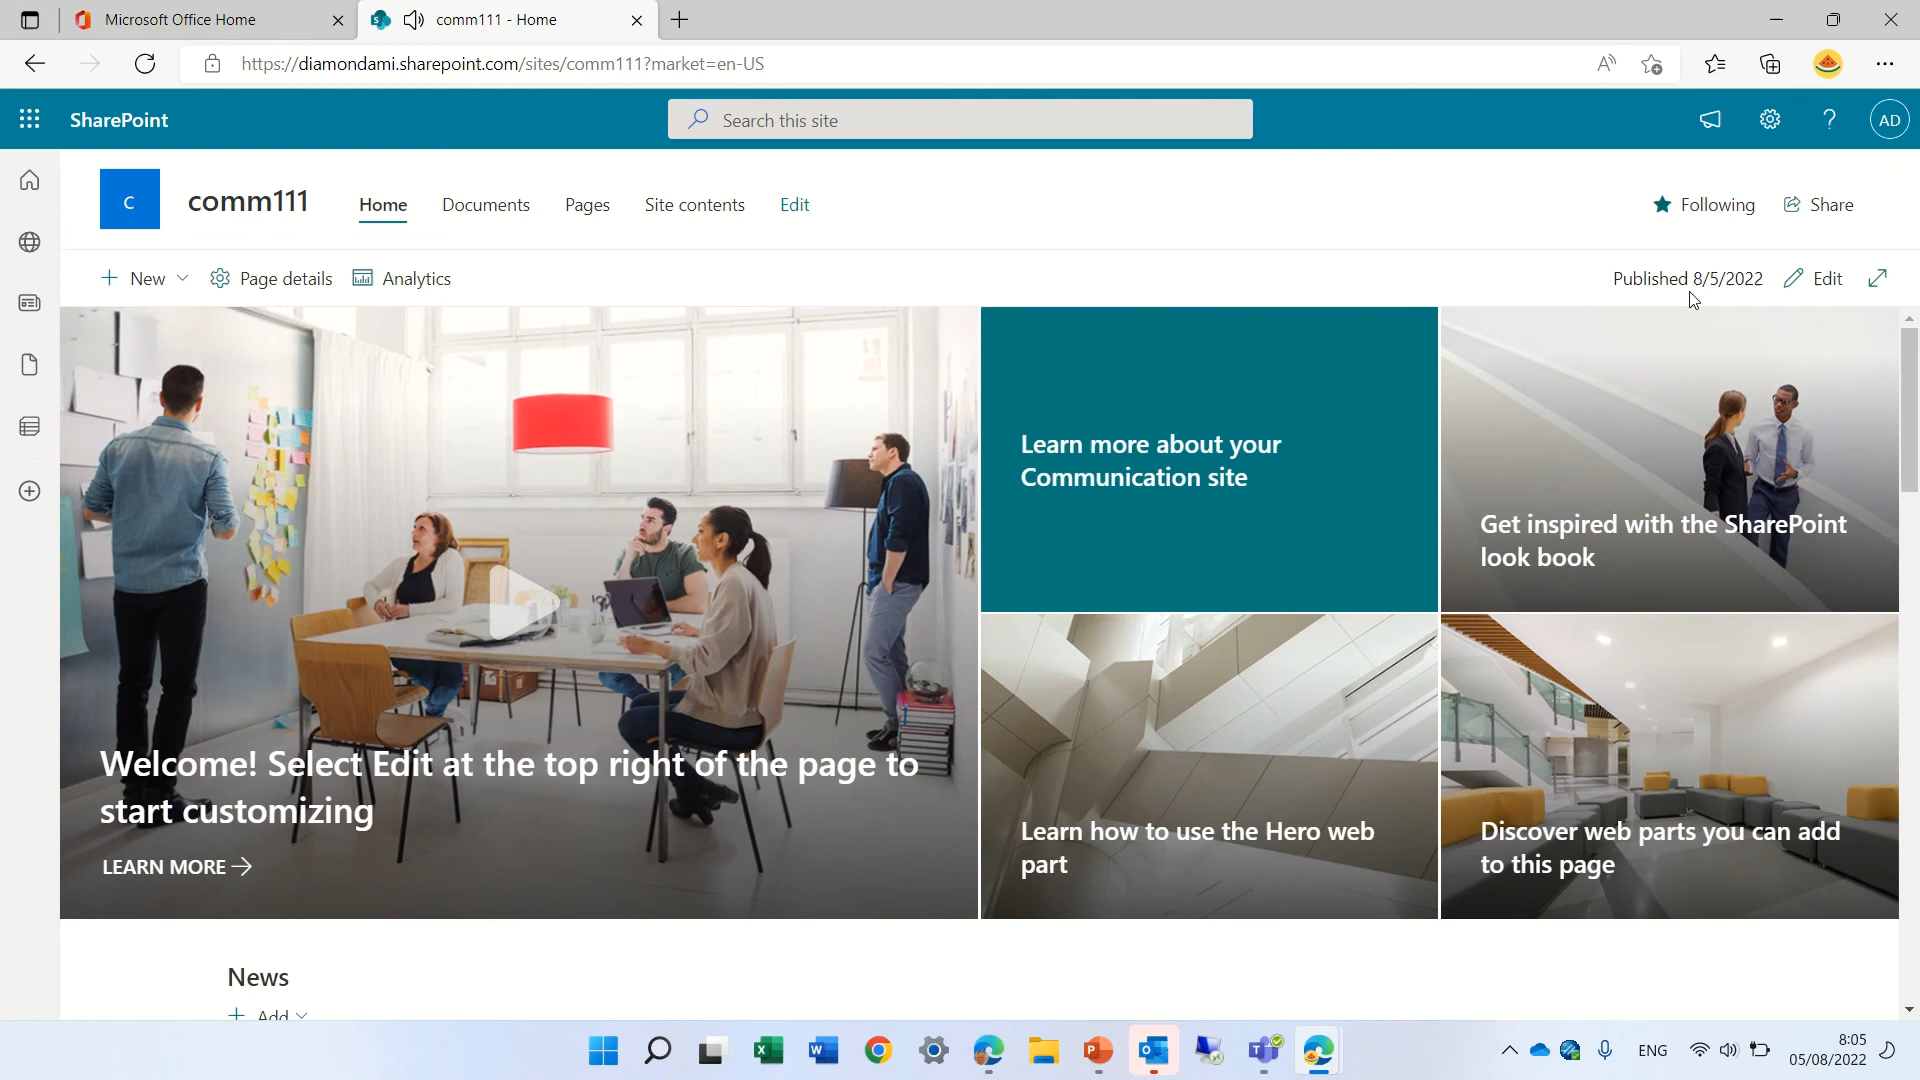 Microsoft Office Home
comm111 - Home
https://diamondami.sharepoint.com/sites/comm111?market=en-US
SharePoint
Search this site
AD
C
comm111
Home
Documents
Pages
Site contents
Edit
Following
Share
New
Page details
Analytics
Published 8/5/2022
Edit
Welcome! Select Edit at the top right of the page to
start customizing
LEARN MORE
Learn more about your
Communication site
Get inspired with the SharePoint
look book
Learn how to use the Hero web
part
Discover web parts you can add
to this page
News
Add
ENG
8:05
05/08/2022